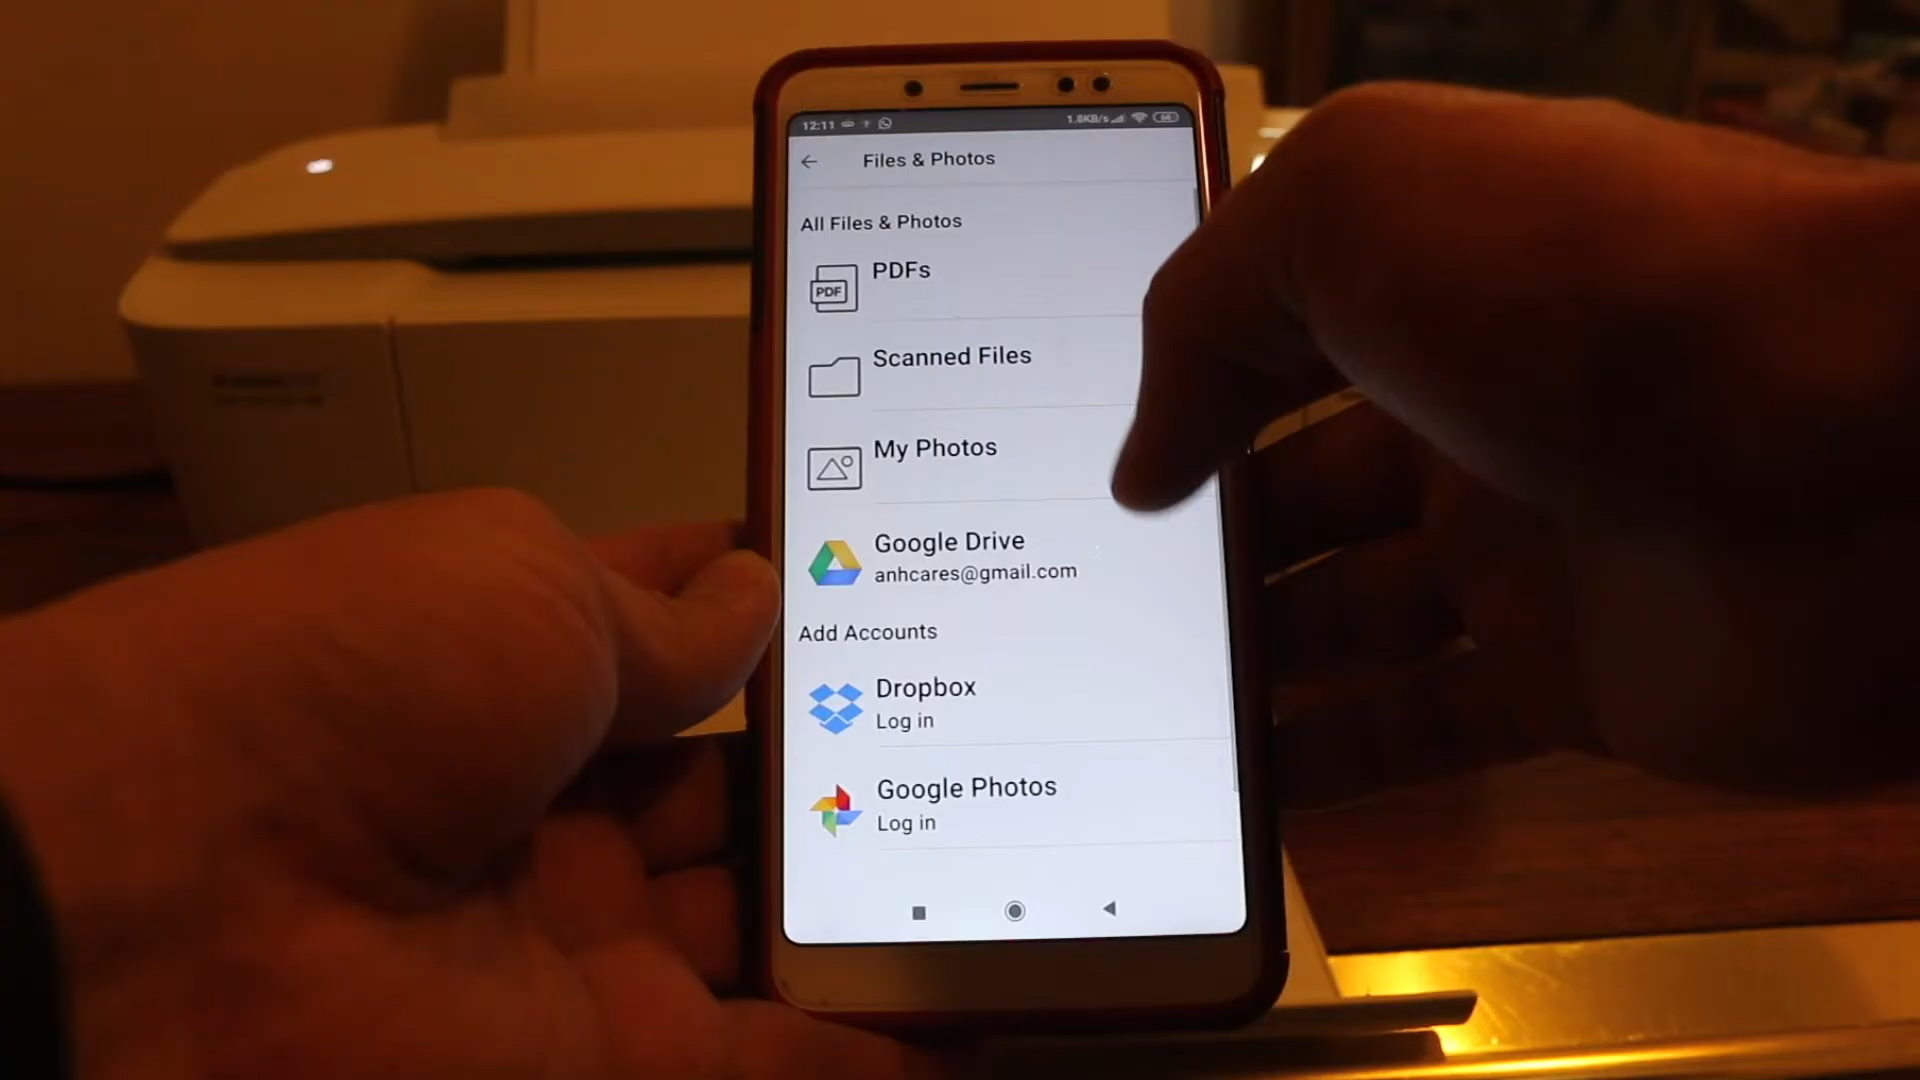 12:11
1.8KB/s
64
Files & Photos
All Files & Photos
PDF
PDFs
Scanned Files
My Photos
Google Drive
anhcares@gmail.com
Add Accounts
Dropbox
Log in
Google Photos
Log in